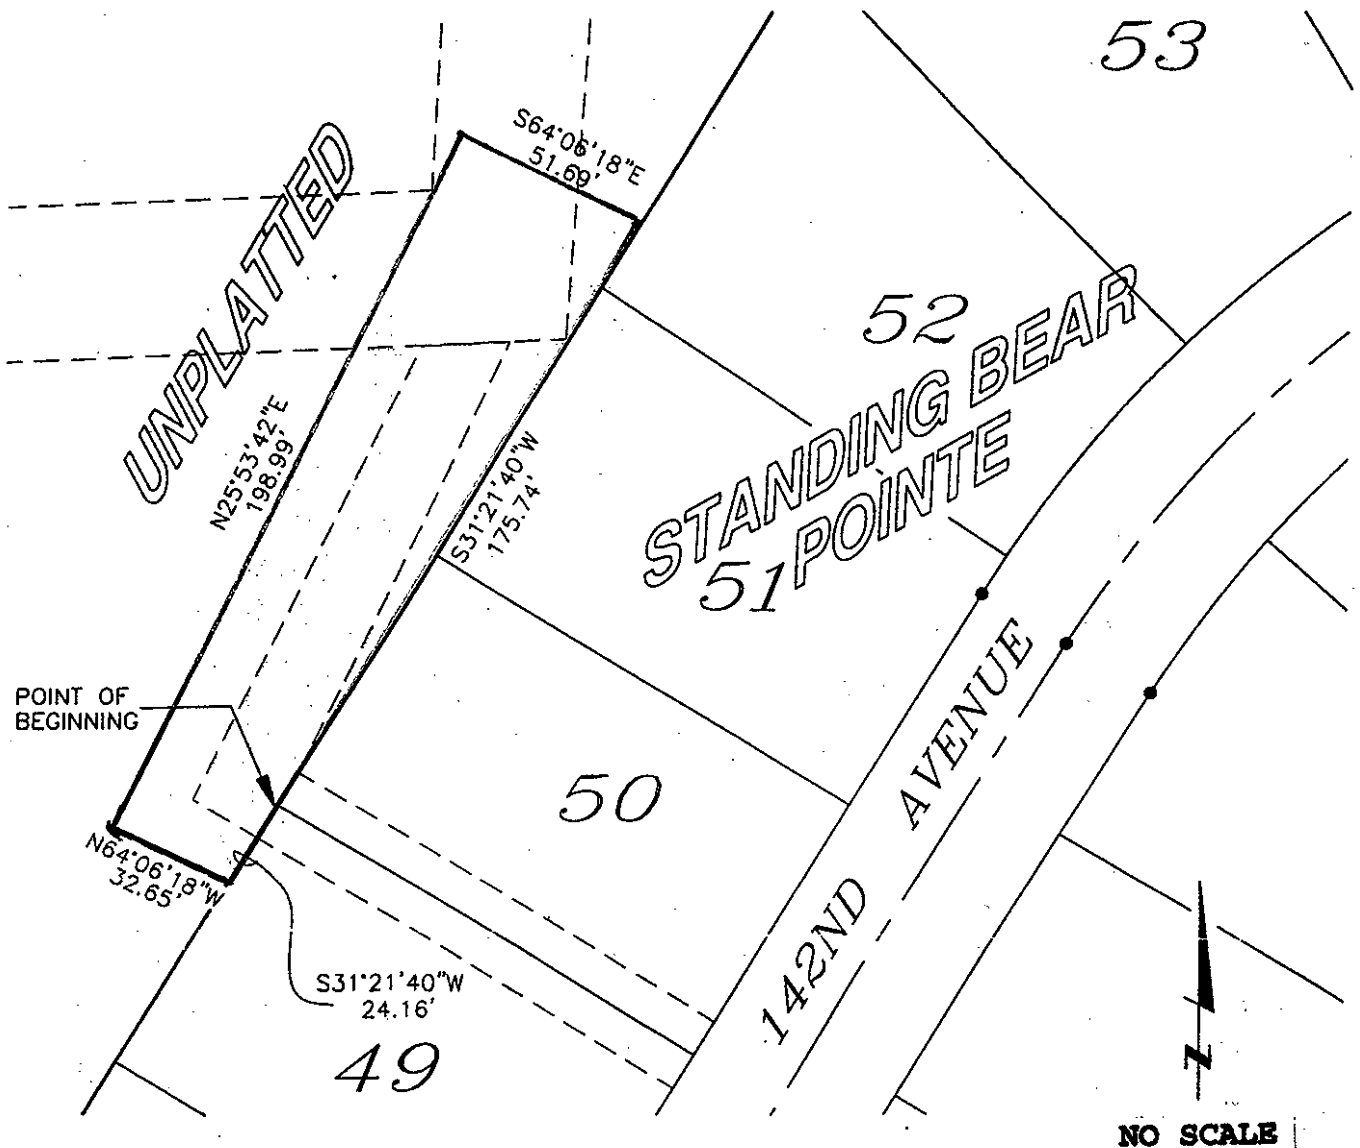 53
S64°06'18"E
51.69'
UNPLATTED
52
STANDING BEAR
POINTE
N25°53'42"E
198.99'
S31°21'40"W
175.74'
51
POINT OF
BEGINNING
142ND AVENUE
50
N64°06'18"W
32.65'
S31°21'40"W
24.16'
49
N
NO SCALE